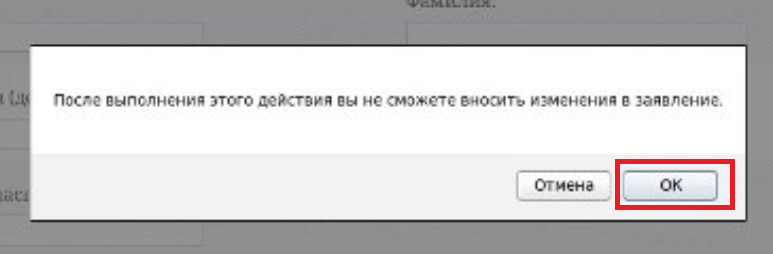 Фамилия:
После выполнения этого действия вы не сможете вносить изменения в заявление.
Отмена
ОК